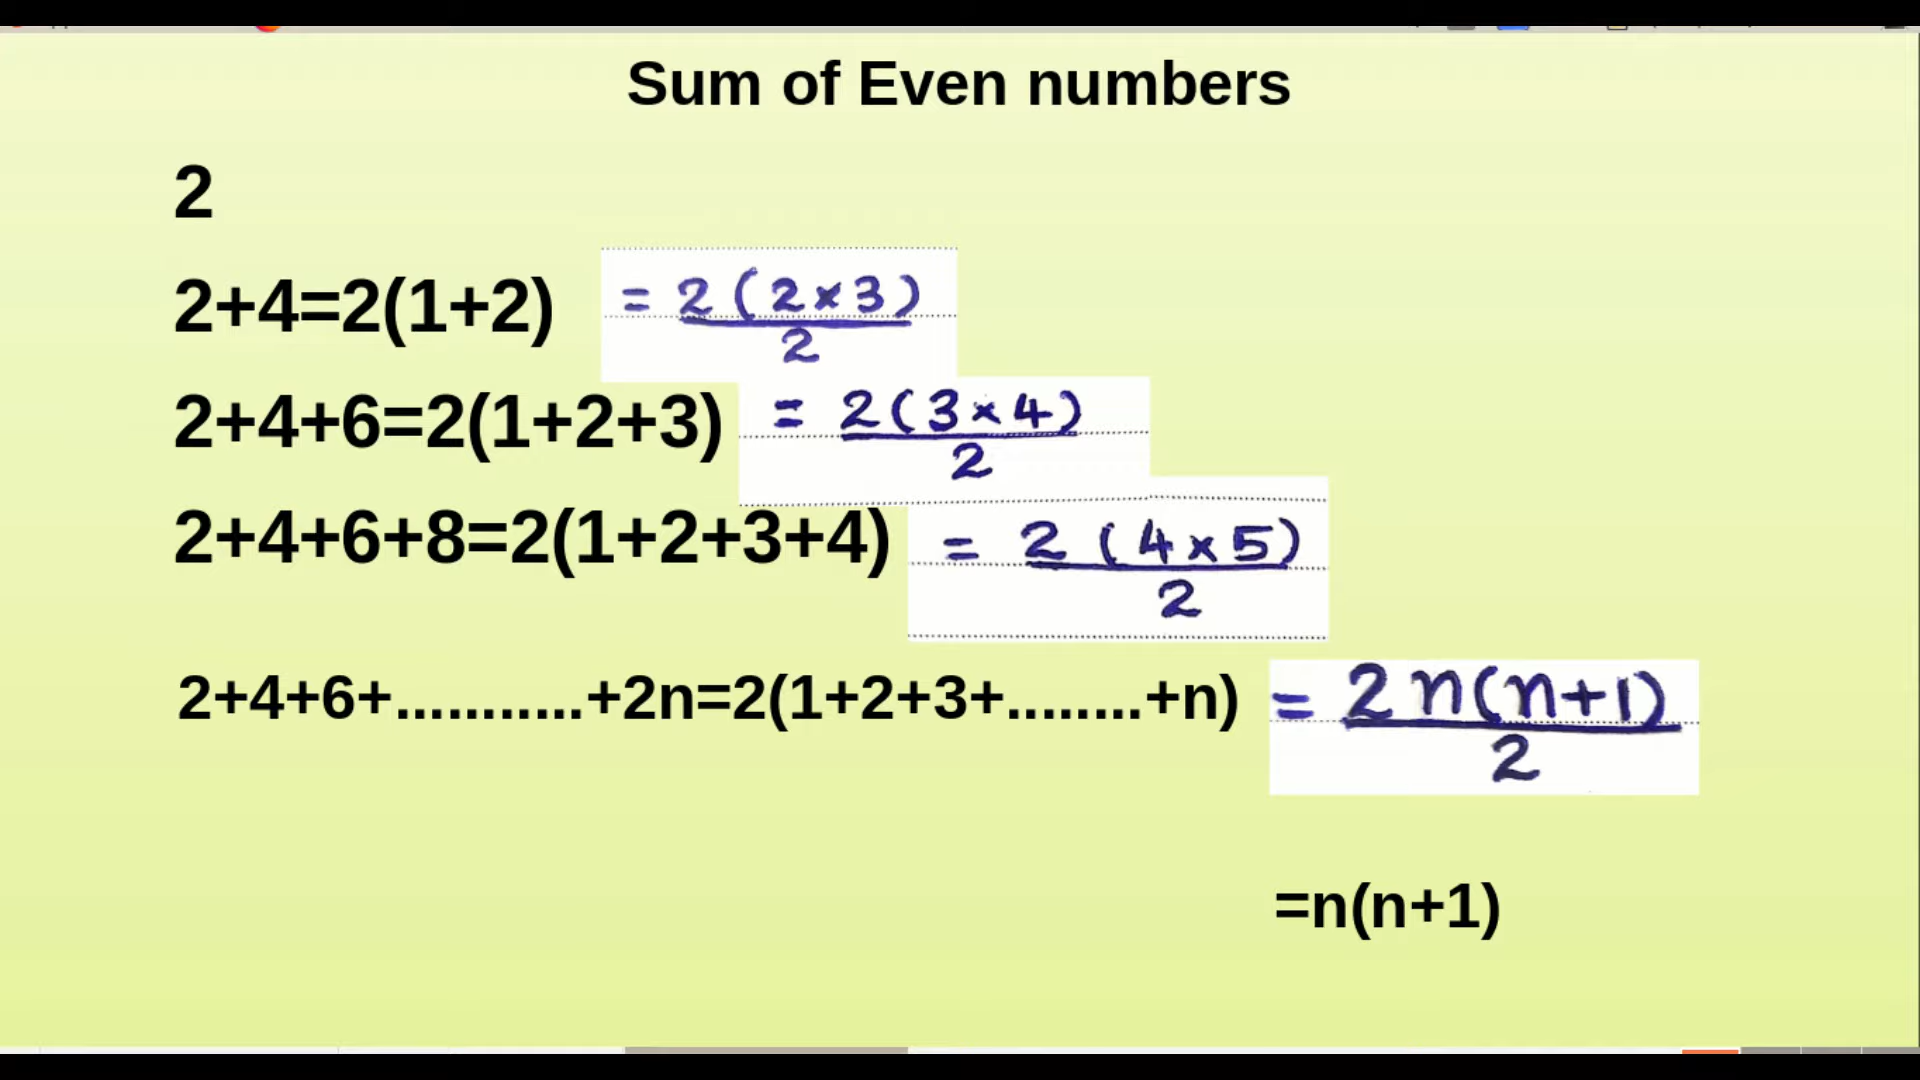 Sum of Even numbers
2
2+4=2(1+2) = 2(2×3)/2
2+4+6=2(1+2+3) = 2(3×4)/2
2+4+6+8=2(1+2+3+4) = 2(4×5)/2
2+4+6+...........+2n=2(1+2+3+........+n) = 2n(n+1)/2
=n(n+1)